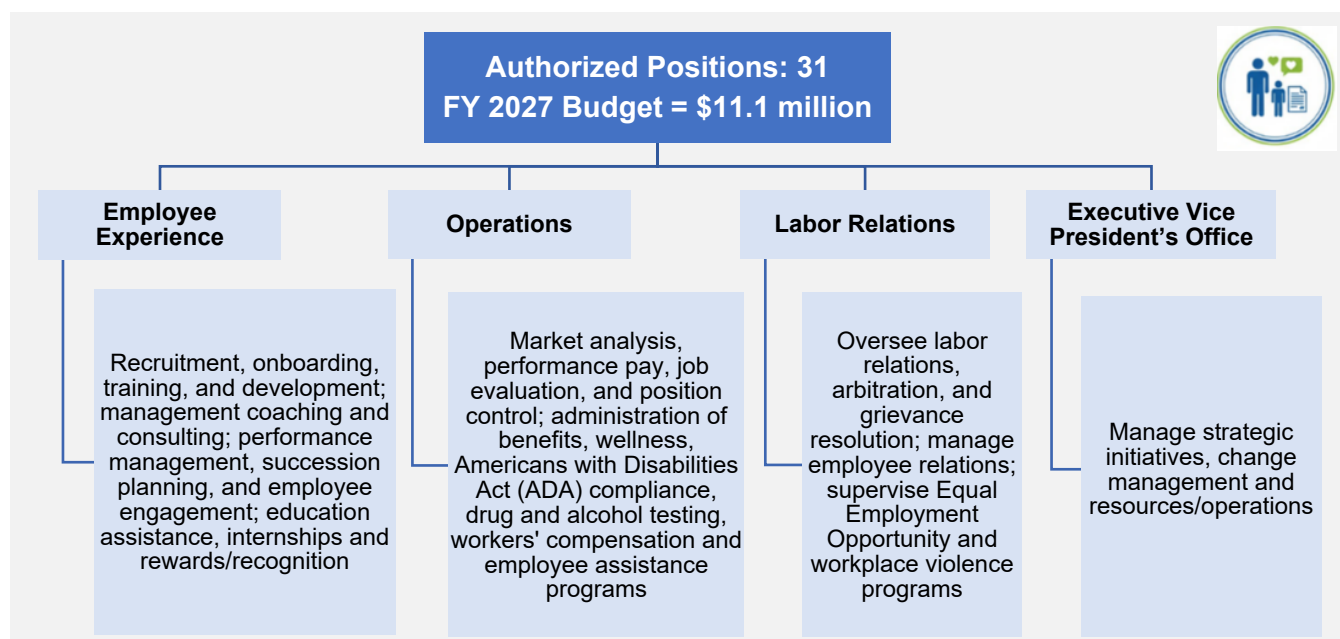 Authorized Positions: 31
FY 2027 Budget = $11.1 million
Employee
Experience
Recruitment, onboarding,
training, and development;
management coaching and
consulting; performance
management, succession
planning, and employee
engagement; education
assistance, internships and
rewards/recognition
Operations
Market analysis,
performance pay, job
evaluation, and position
control; administration of
benefits, wellness,
Americans with Disabilities
Act (ADA) compliance,
drug and alcohol testing,
workers' compensation and
employee assistance
programs
Labor Relations
Oversee labor
relations,
arbitration, and
grievance
resolution; manage
employee relations;
supervise Equal
Employment
Opportunity and
workplace violence
programs
Executive Vice
President’s Office
Manage strategic
initiatives, change
management and
resources/operations